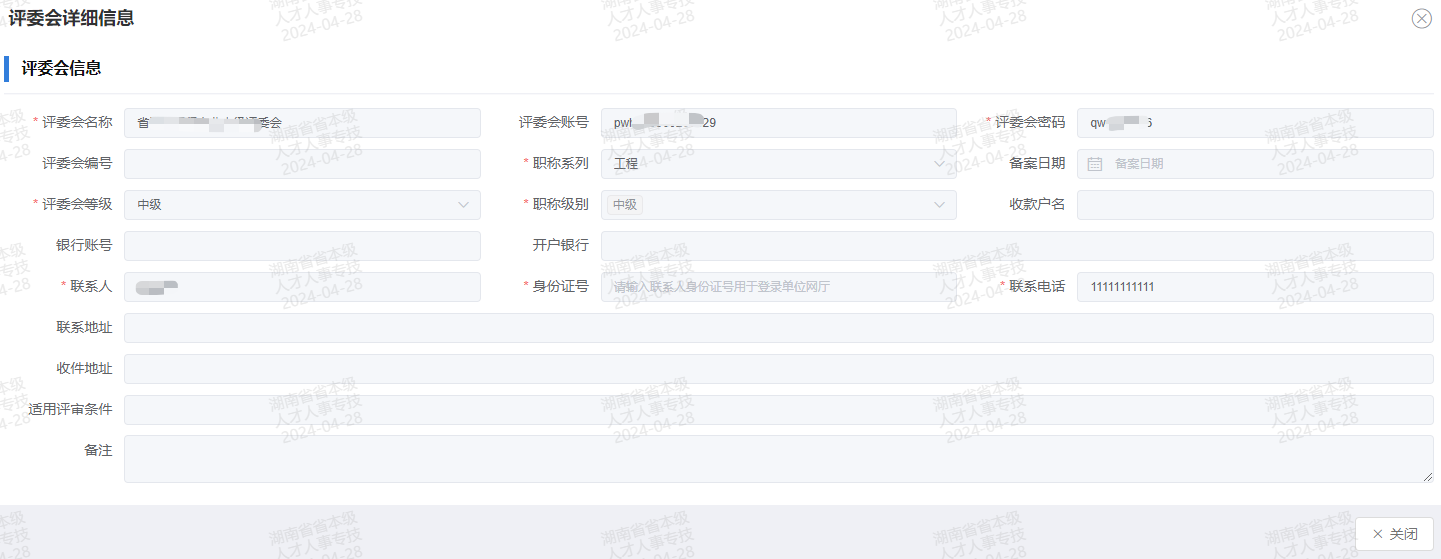 评委会详细信息
评委会信息
* 评委会名称 省 评委会 评委会账号 29 * 评委会密码 qw 6
评委会编号 * 职称系列 工程 备案日期 备案日期
* 评委会等级 中级 * 职称级别 中级 收款户名
银行账号 开户银行
* 联系人 * 身份证号 请输入联系人身份证号用于登录单位网厅 * 联系电话 11111111111
联系地址
收件地址
适用评审条件
备注
× 关闭
湖南省省本级
人才人事专技
2024-04-28